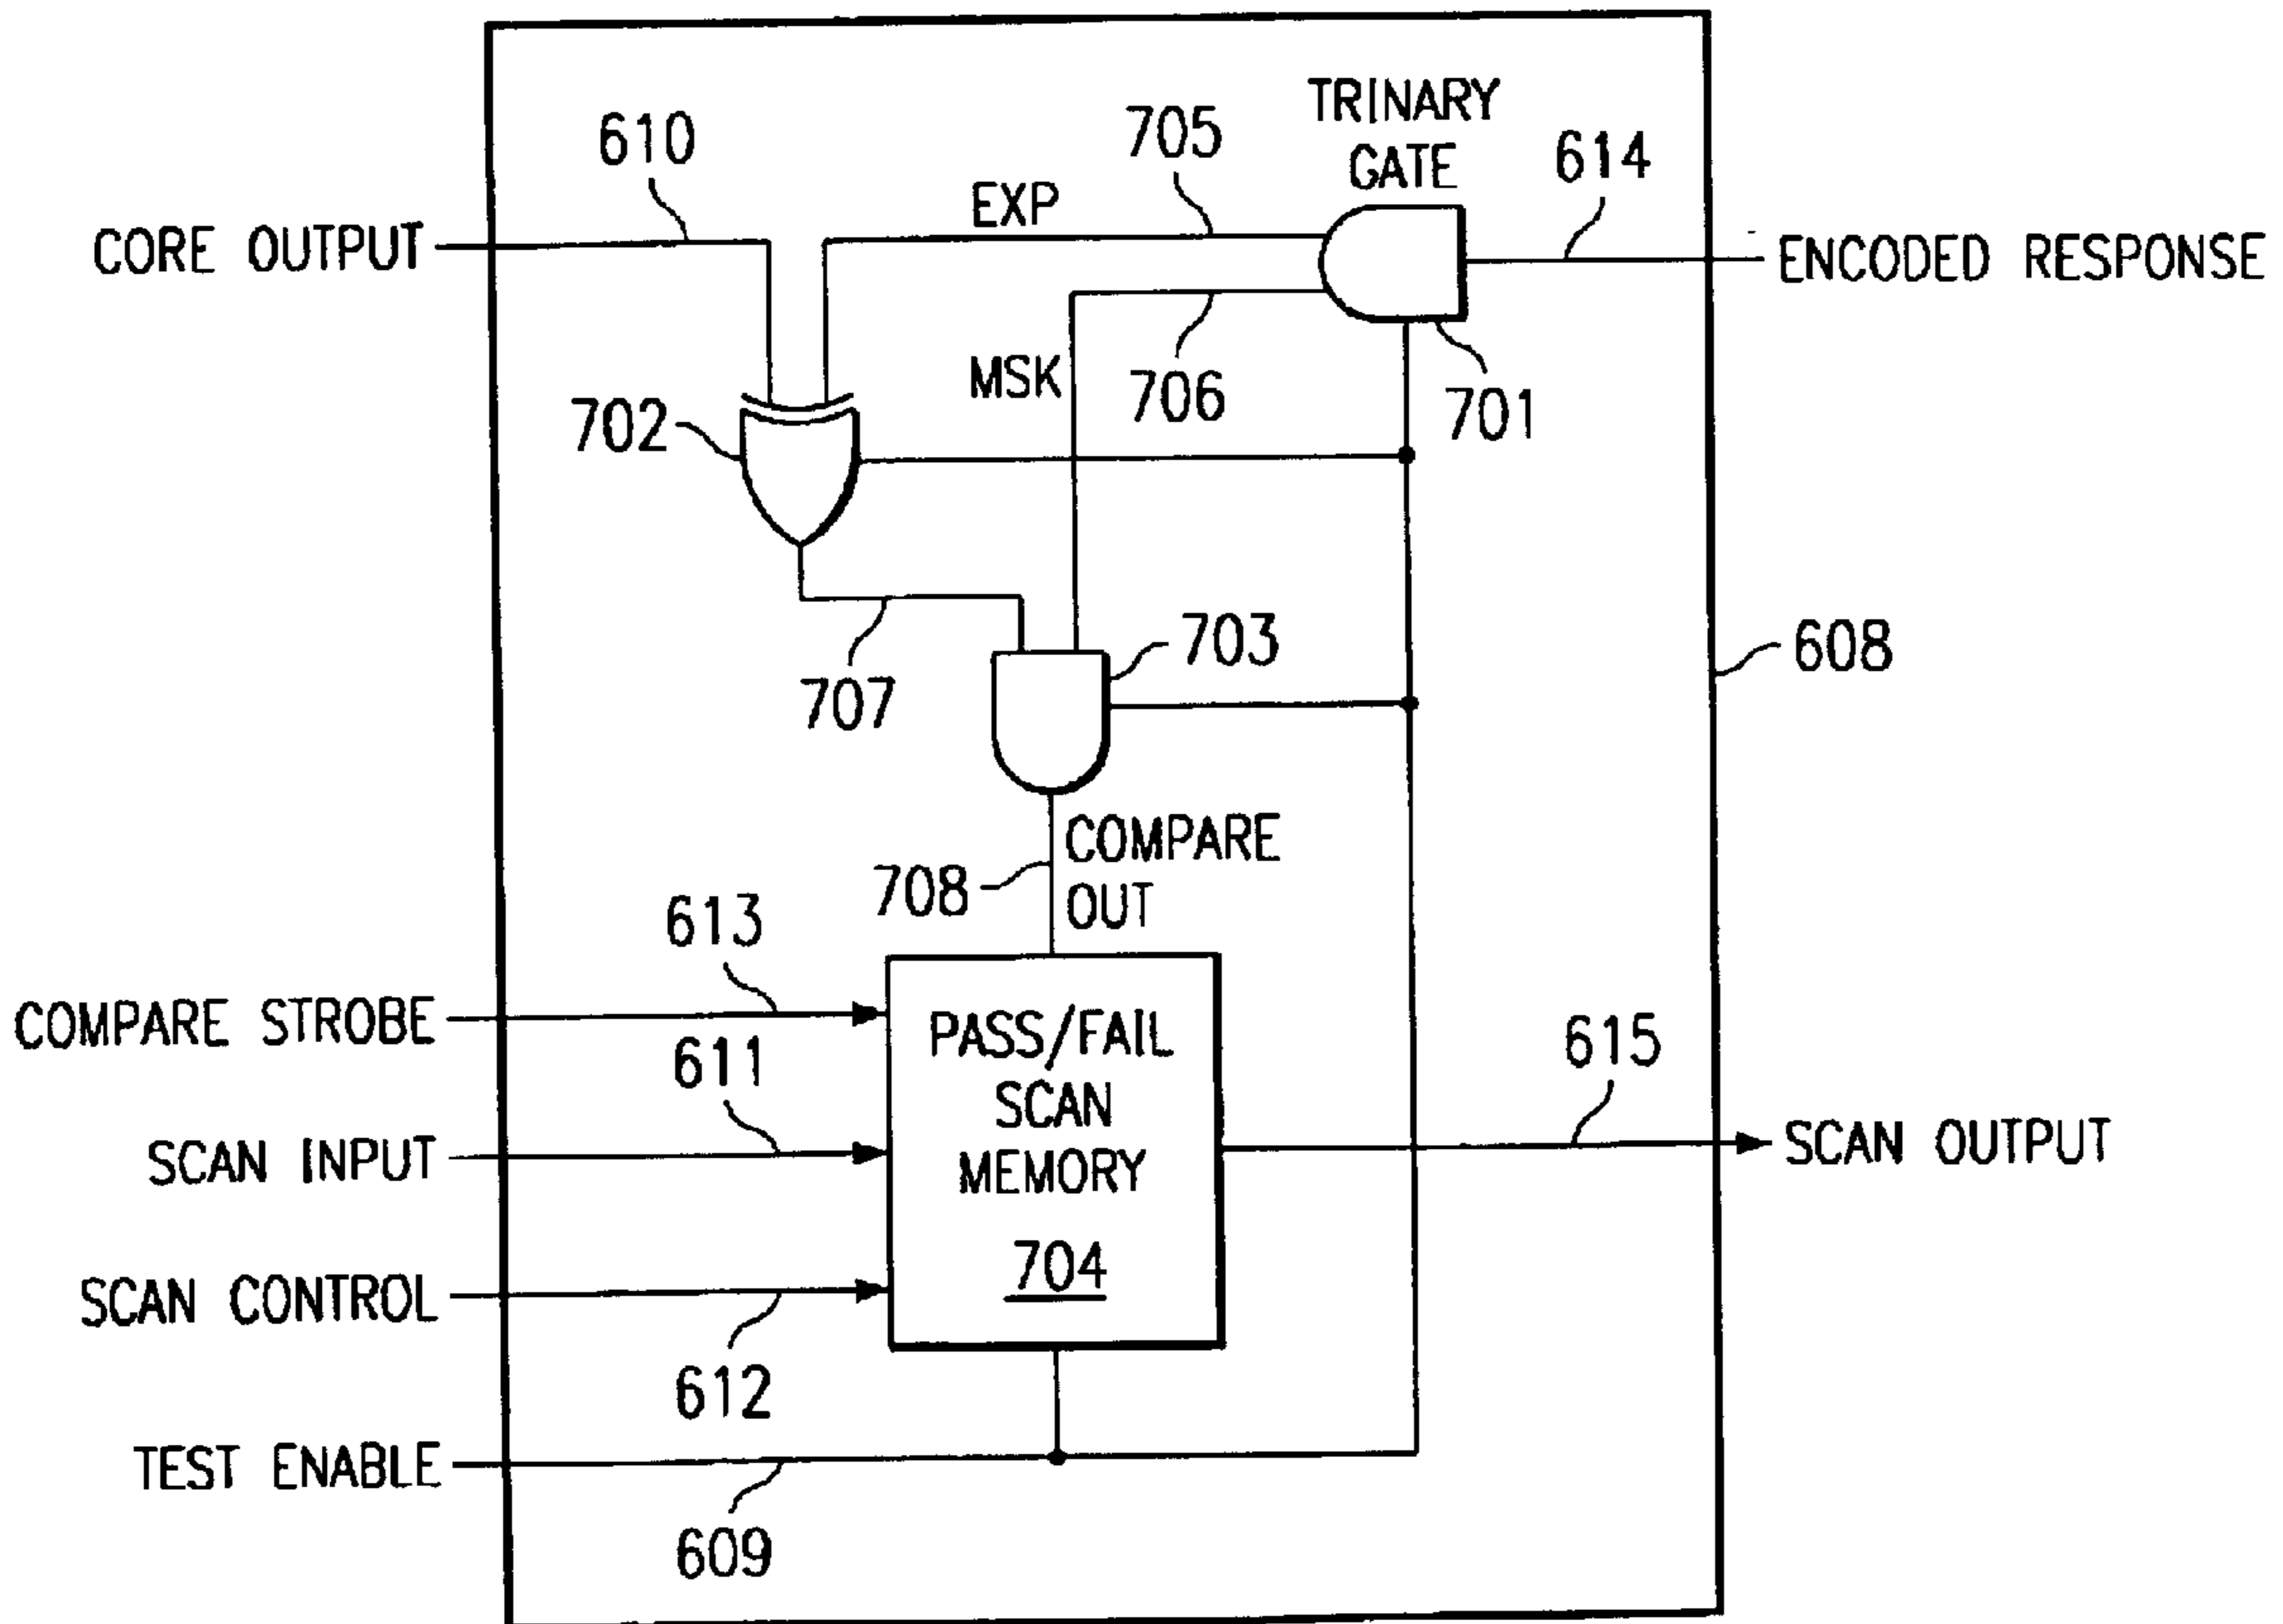 TRINARY
GATE
610
705
614
EXP
CORE OUTPUT
ENCODED RESPONSE
MSK
706
701
702
703
608
707
COMPARE
OUT
708
613
COMPARE STROBE
PASS/FAIL
SCAN
MEMORY
704
611
615
SCAN INPUT
SCAN OUTPUT
SCAN CONTROL
612
TEST ENABLE
609